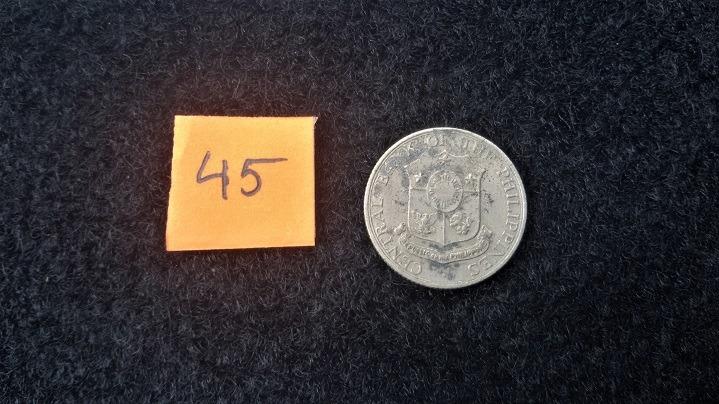 45
CENTRAL BANK OF THE PHILIPPINES